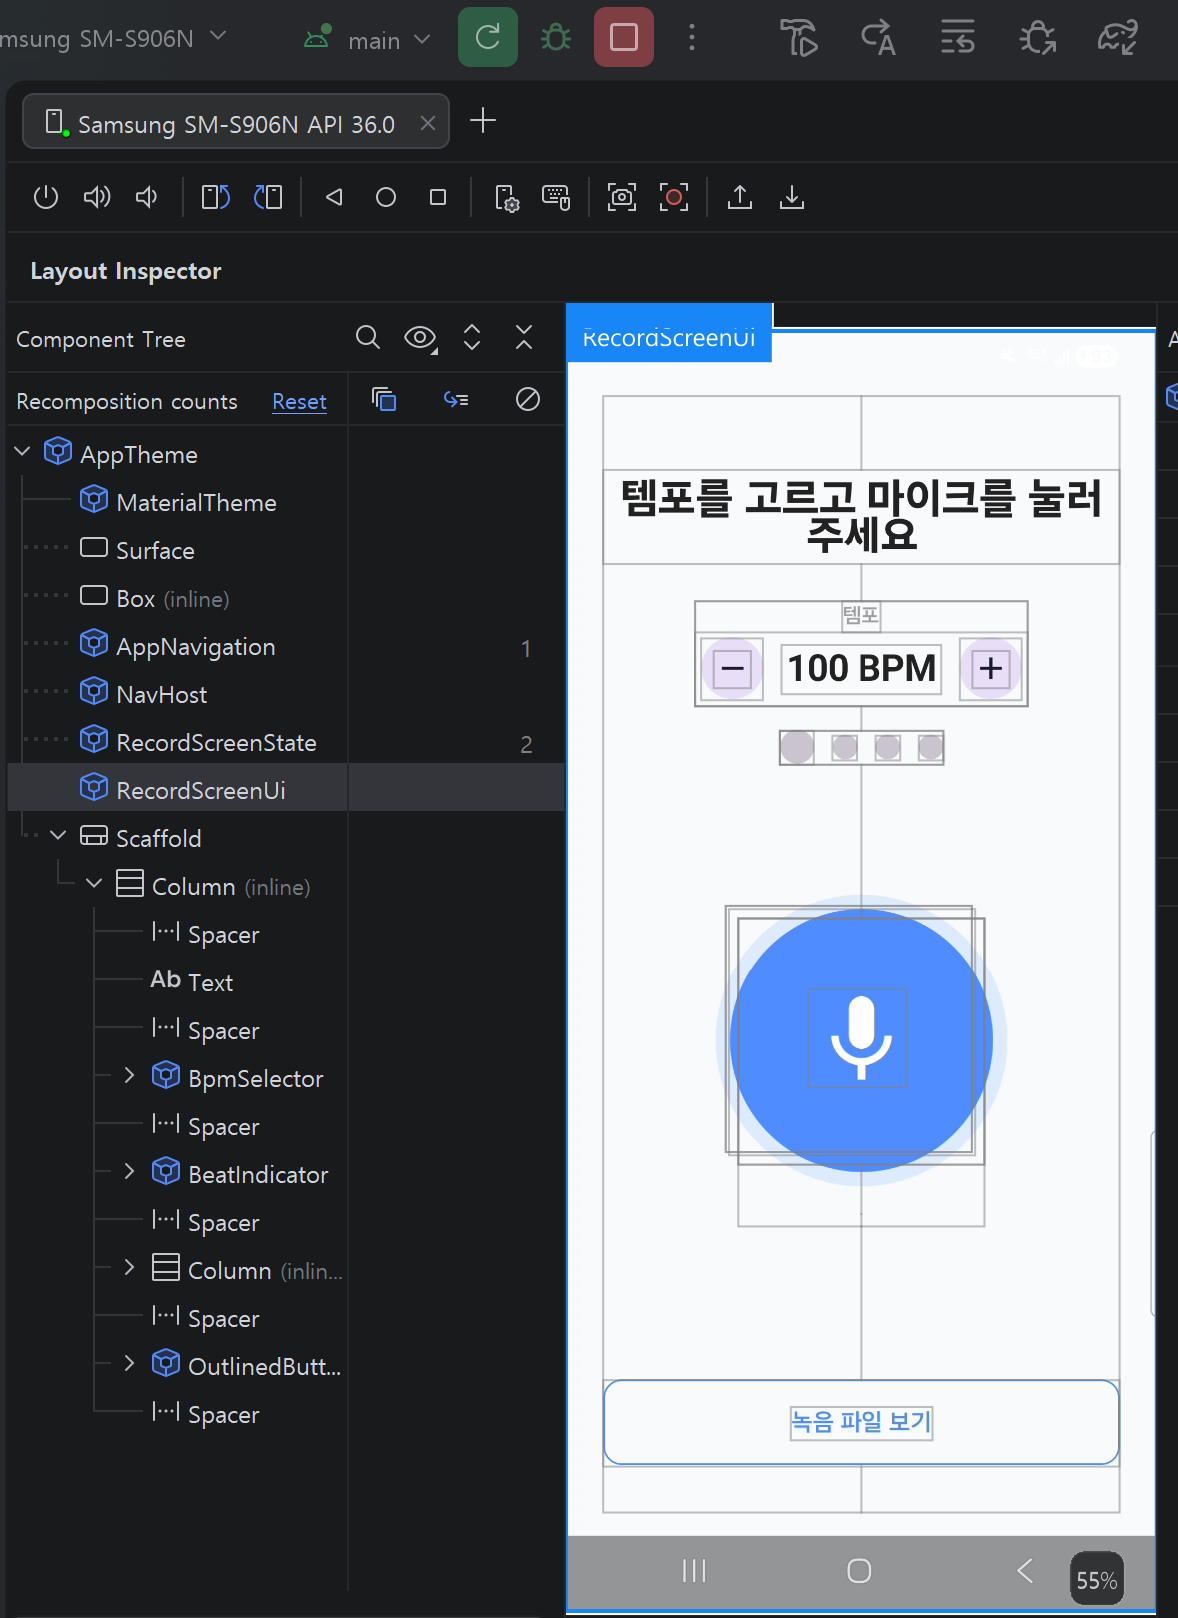 msung SM-S906N
main
Samsung SM-S906N API 36.0
Layout Inspector
Component Tree
Recomposition counts
Reset
AppTheme
MaterialTheme
Surface
Box (inline)
AppNavigation 1
NavHost
RecordScreenState 2
RecordScreenUi
Scaffold
Column (inline)
Spacer
Ab Text
Spacer
BpmSelector
Spacer
BeatIndicator
Spacer
Column (inlin...
Spacer
OutlinedButt...
Spacer
RecordScreenUi
템포를 고르고 마이크를 눌러
주세요
템포
100 BPM
녹음 파일 보기
55%
A